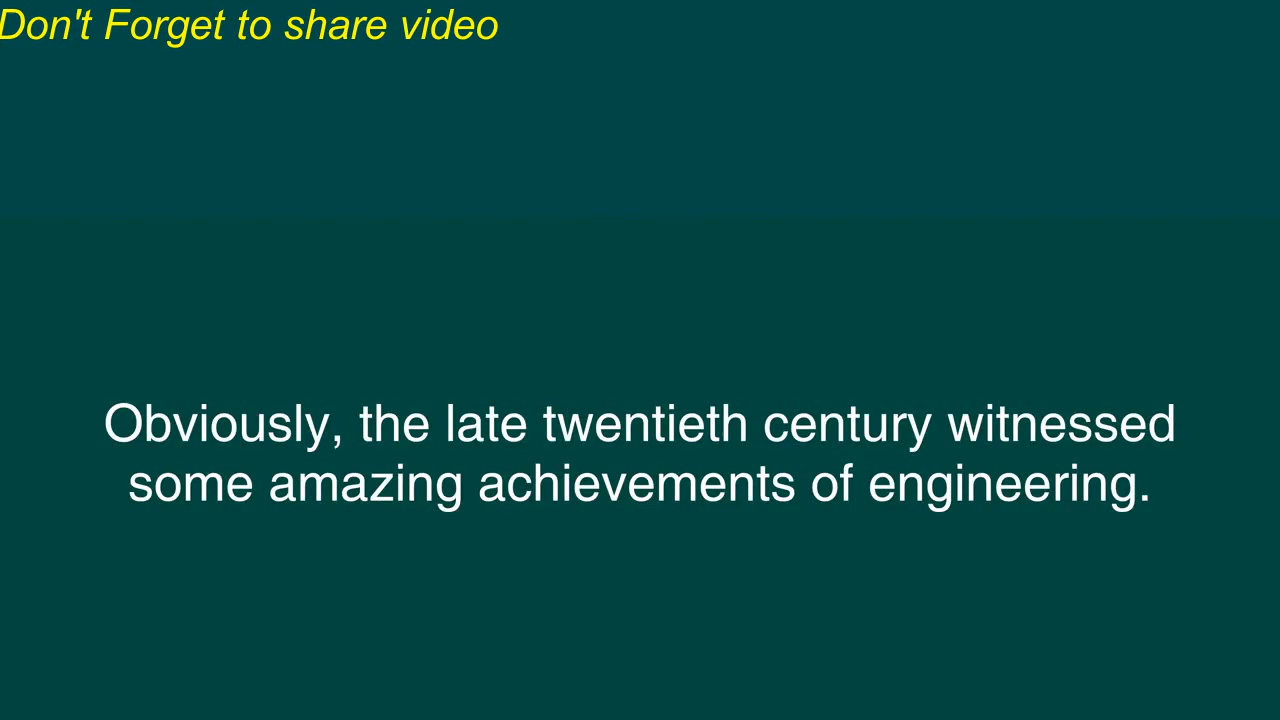 Don't Forget to share video
Obviously, the late twentieth century witnessed
some amazing achievements of engineering.